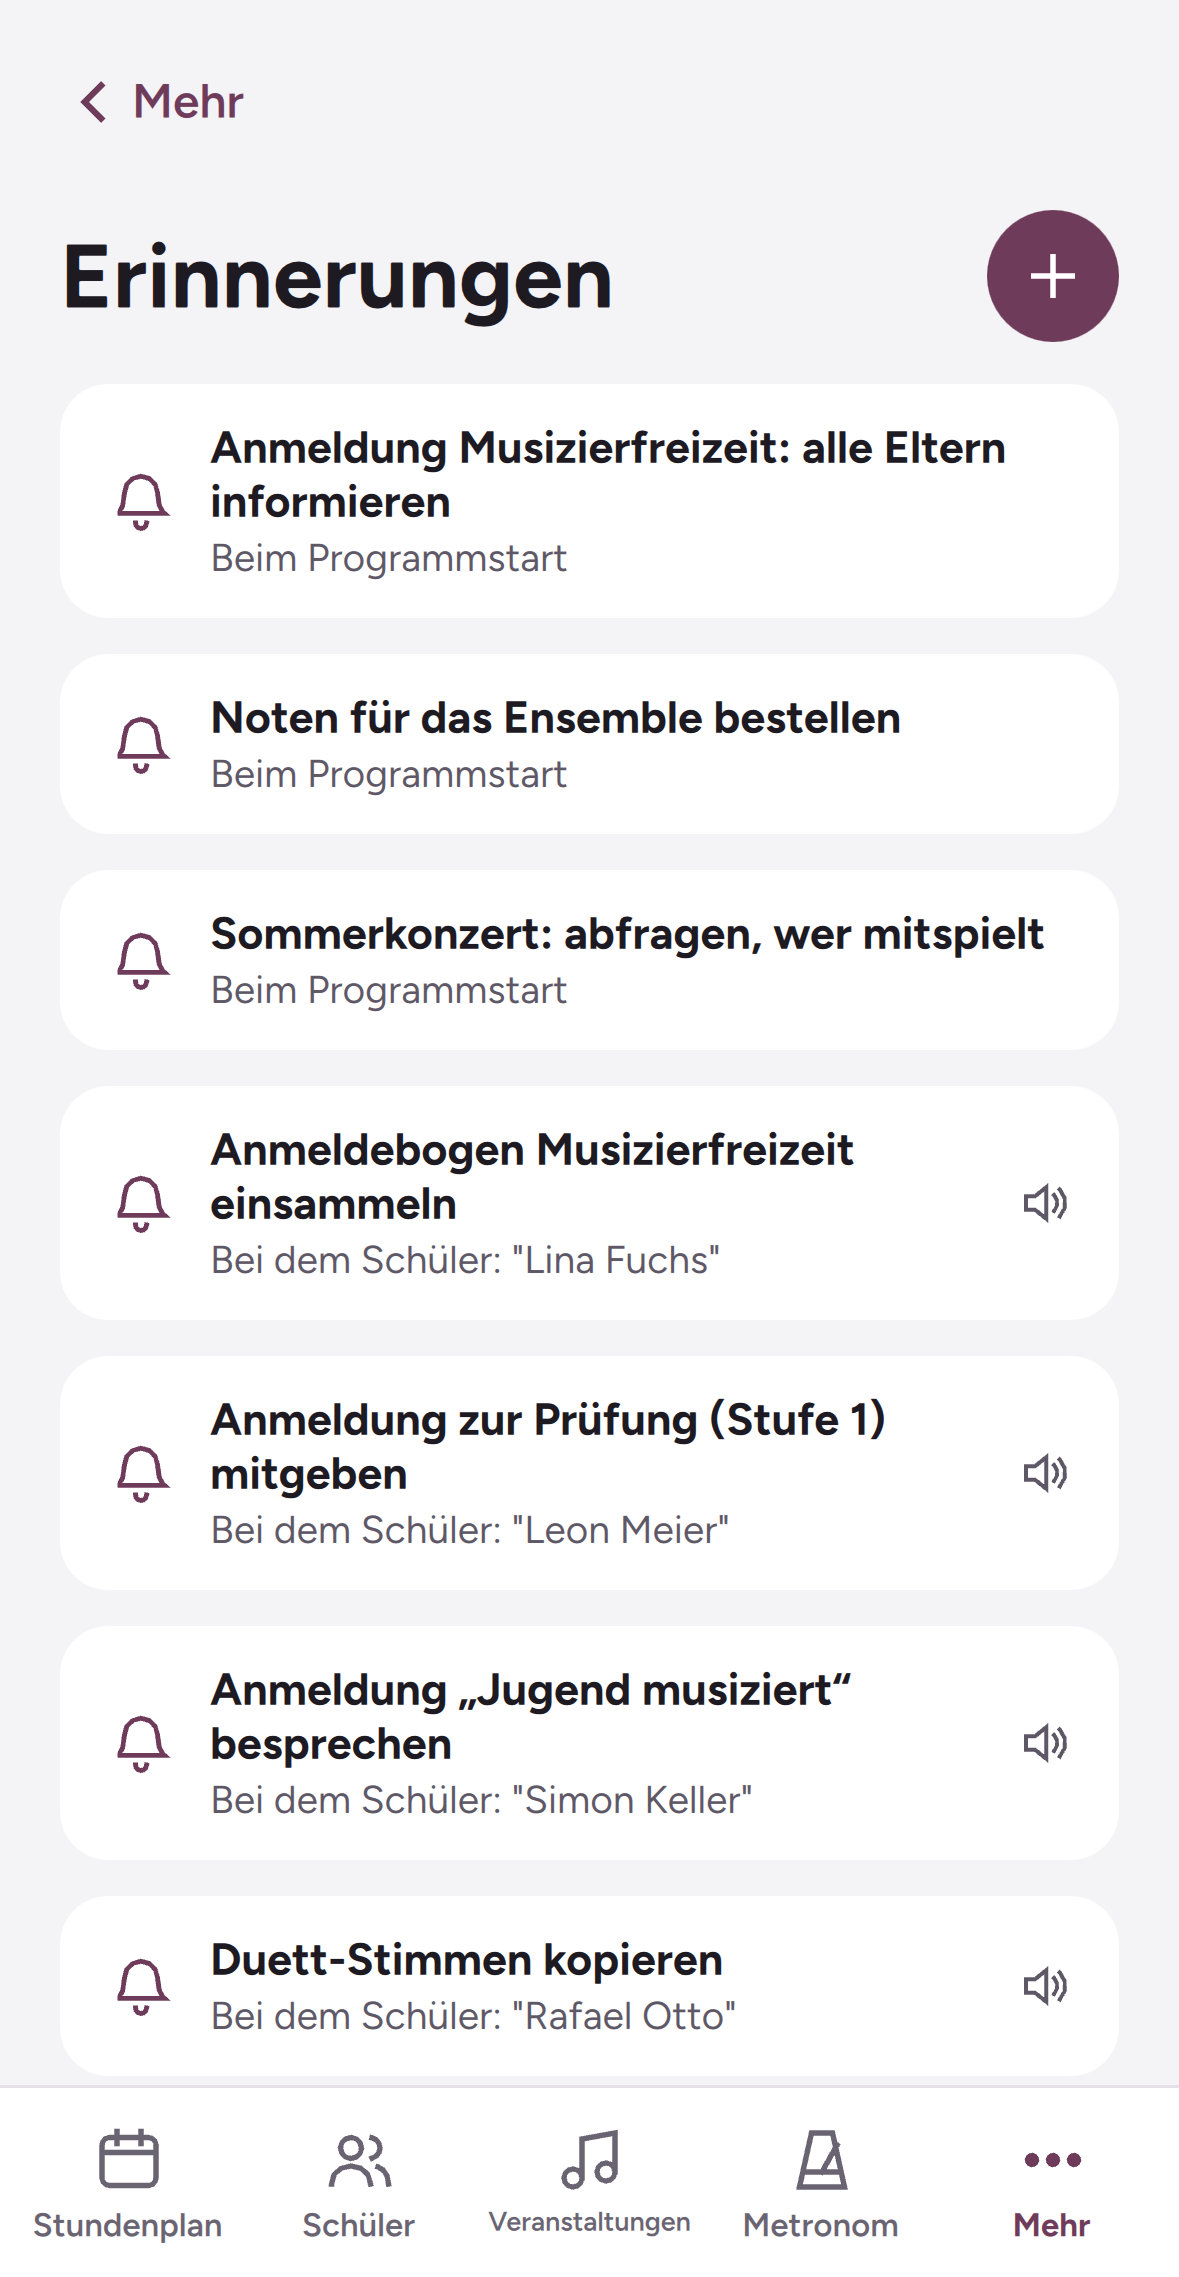 Mehr
Erinnerungen
Anmeldung Musizierfreizeit: alle Eltern
informieren
Beim Programmstart
Noten für das Ensemble bestellen
Beim Programmstart
Sommerkonzert: abfragen, wer mitspielt
Beim Programmstart
Anmeldebogen Musizierfreizeit
einsammeln
Bei dem Schüler: "Lina Fuchs"
Anmeldung zur Prüfung (Stufe 1)
mitgeben
Bei dem Schüler: "Leon Meier"
Anmeldung „Jugend musiziert“
besprechen
Bei dem Schüler: "Simon Keller"
Duett-Stimmen kopieren
Bei dem Schüler: "Rafael Otto"
Stundenplan
Schüler
Veranstaltungen
Metronom
Mehr